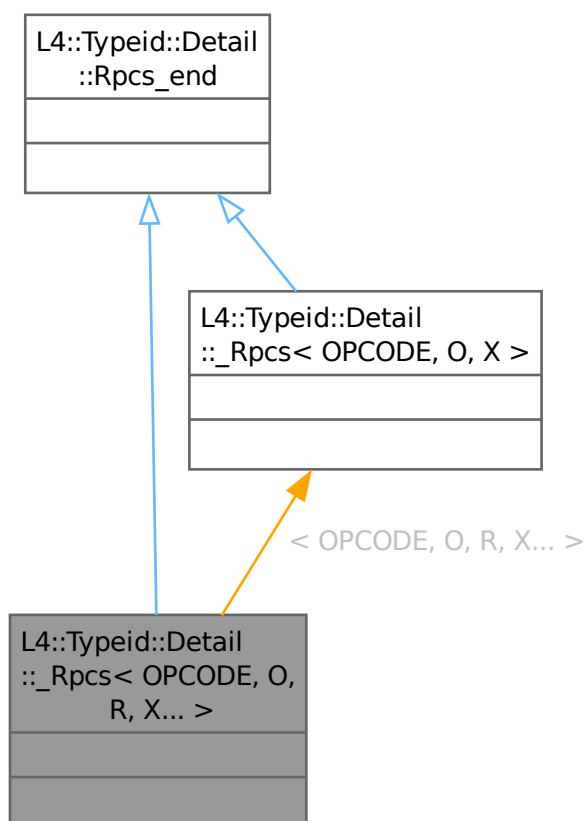 L4::Typeid::Detail
::Rpcs_end
L4::Typeid::Detail
::_Rpcs< OPCODE, O, X >
< OPCODE, O, R, X... >
L4::Typeid::Detail
::_Rpcs< OPCODE, O,
R, X... >